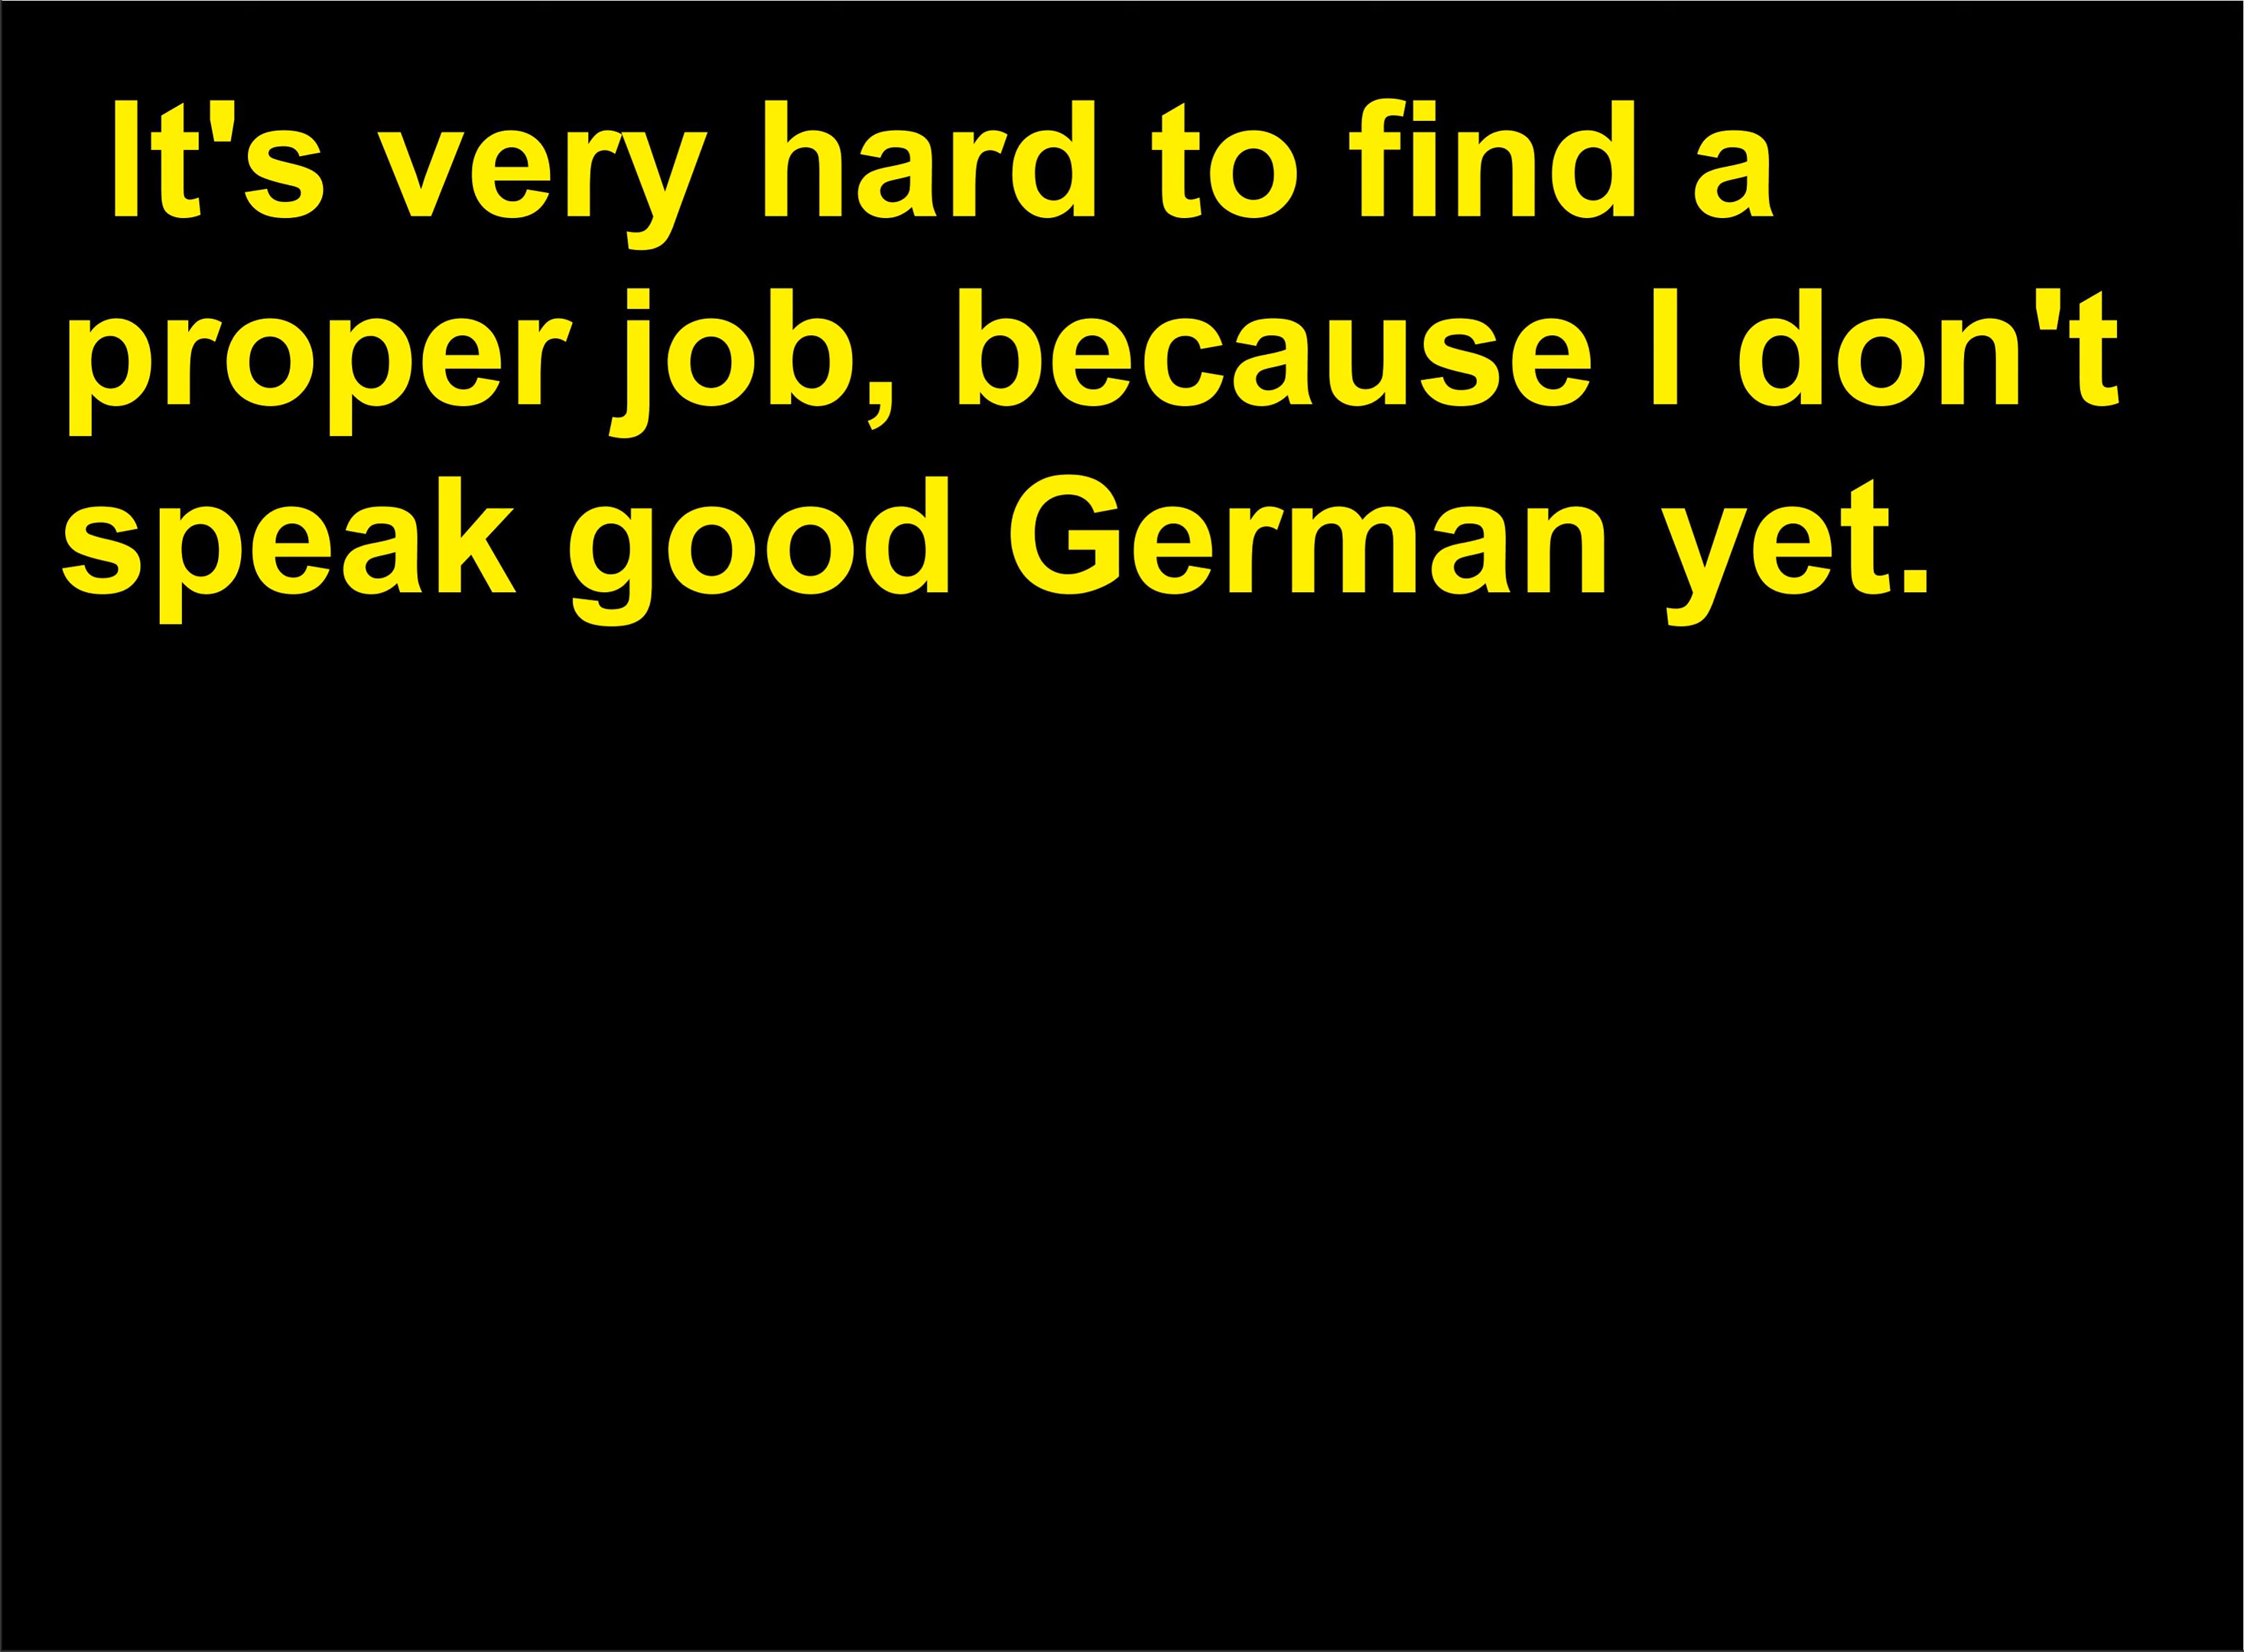 It's very hard to find a
proper job, because I don't
speak good German yet.